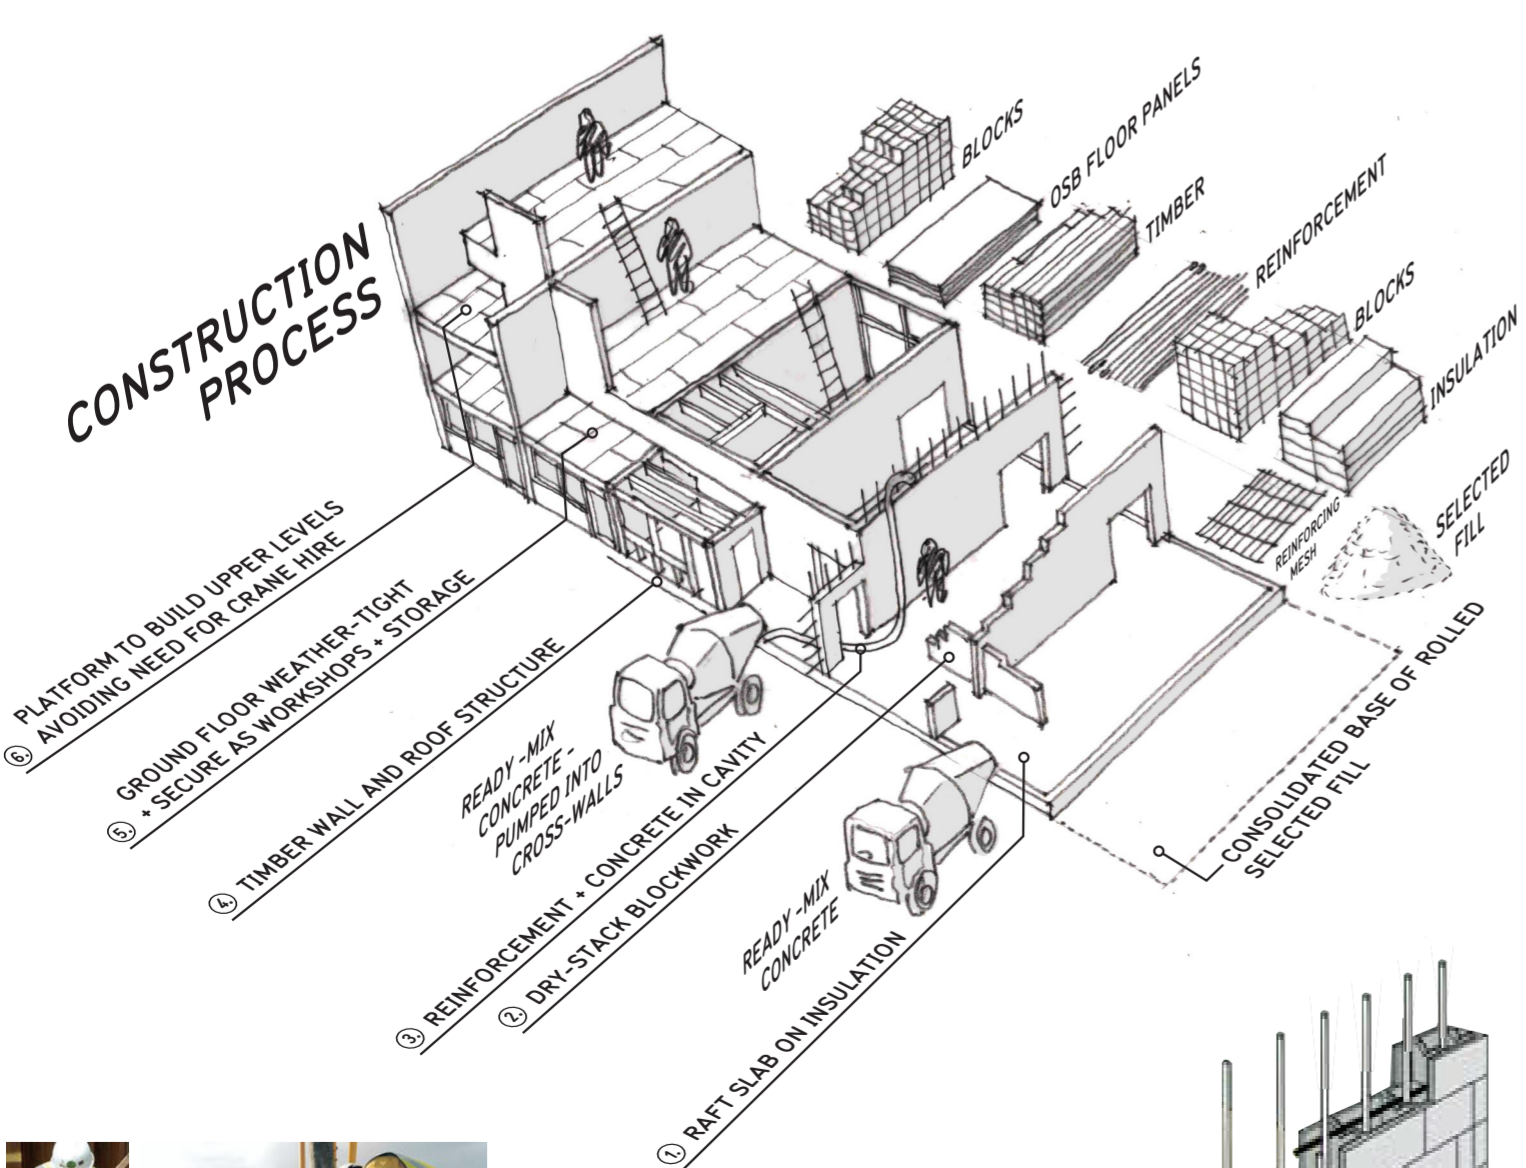 CONSTRUCTION
PROCESS
BLOCKS
OSB FLOOR PANELS
TIMBER
REINFORCEMENT
BLOCKS
INSULATION
REINFORCING
MESH
SELECTED
FILL
6. PLATFORM TO BUILD UPPER LEVELS
AVOIDING NEED FOR CRANE HIRE
5. GROUND FLOOR WEATHER-TIGHT
+ SECURE AS WORKSHOPS + STORAGE
4. TIMBER WALL AND ROOF STRUCTURE
READY-MIX
CONCRETE -
PUMPED INTO
CROSS-WALLS
3. REINFORCEMENT + CONCRETE IN CAVITY
2. DRY-STACK BLOCKWORK
READY-MIX
CONCRETE
1. RAFT SLAB ON INSULATION
CONSOLIDATED BASE OF ROLLED
SELECTED FILL